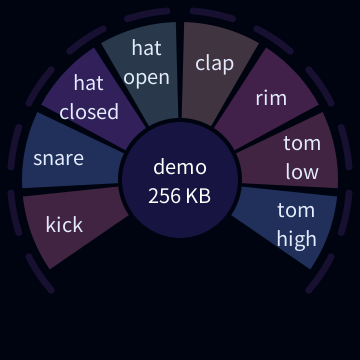 kick
snare
hat
closed
hat
open
clap
rim
tom
low
tom
high
demo
256 KB